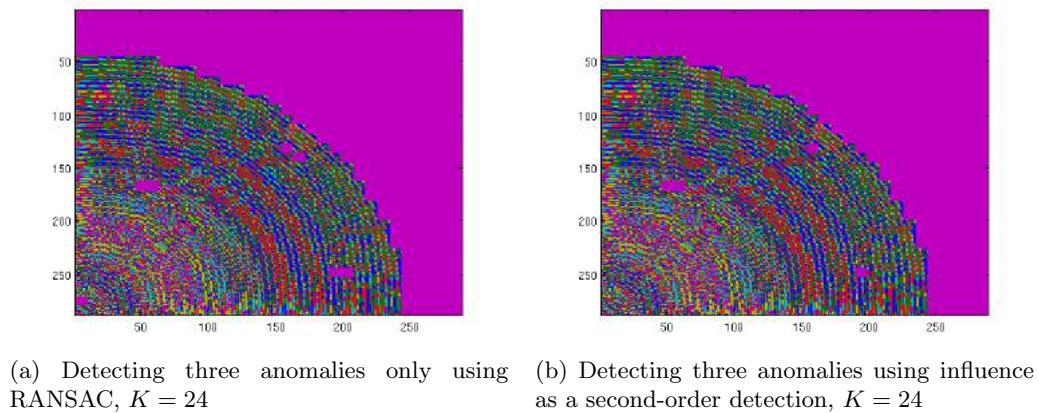 50
100
150
200
250
50 100 150 200 250
50
100
150
200
250
50 100 150 200 250
(a) Detecting three anomalies only using
RANSAC, K = 24
(b) Detecting three anomalies using influence
as a second-order detection, K = 24